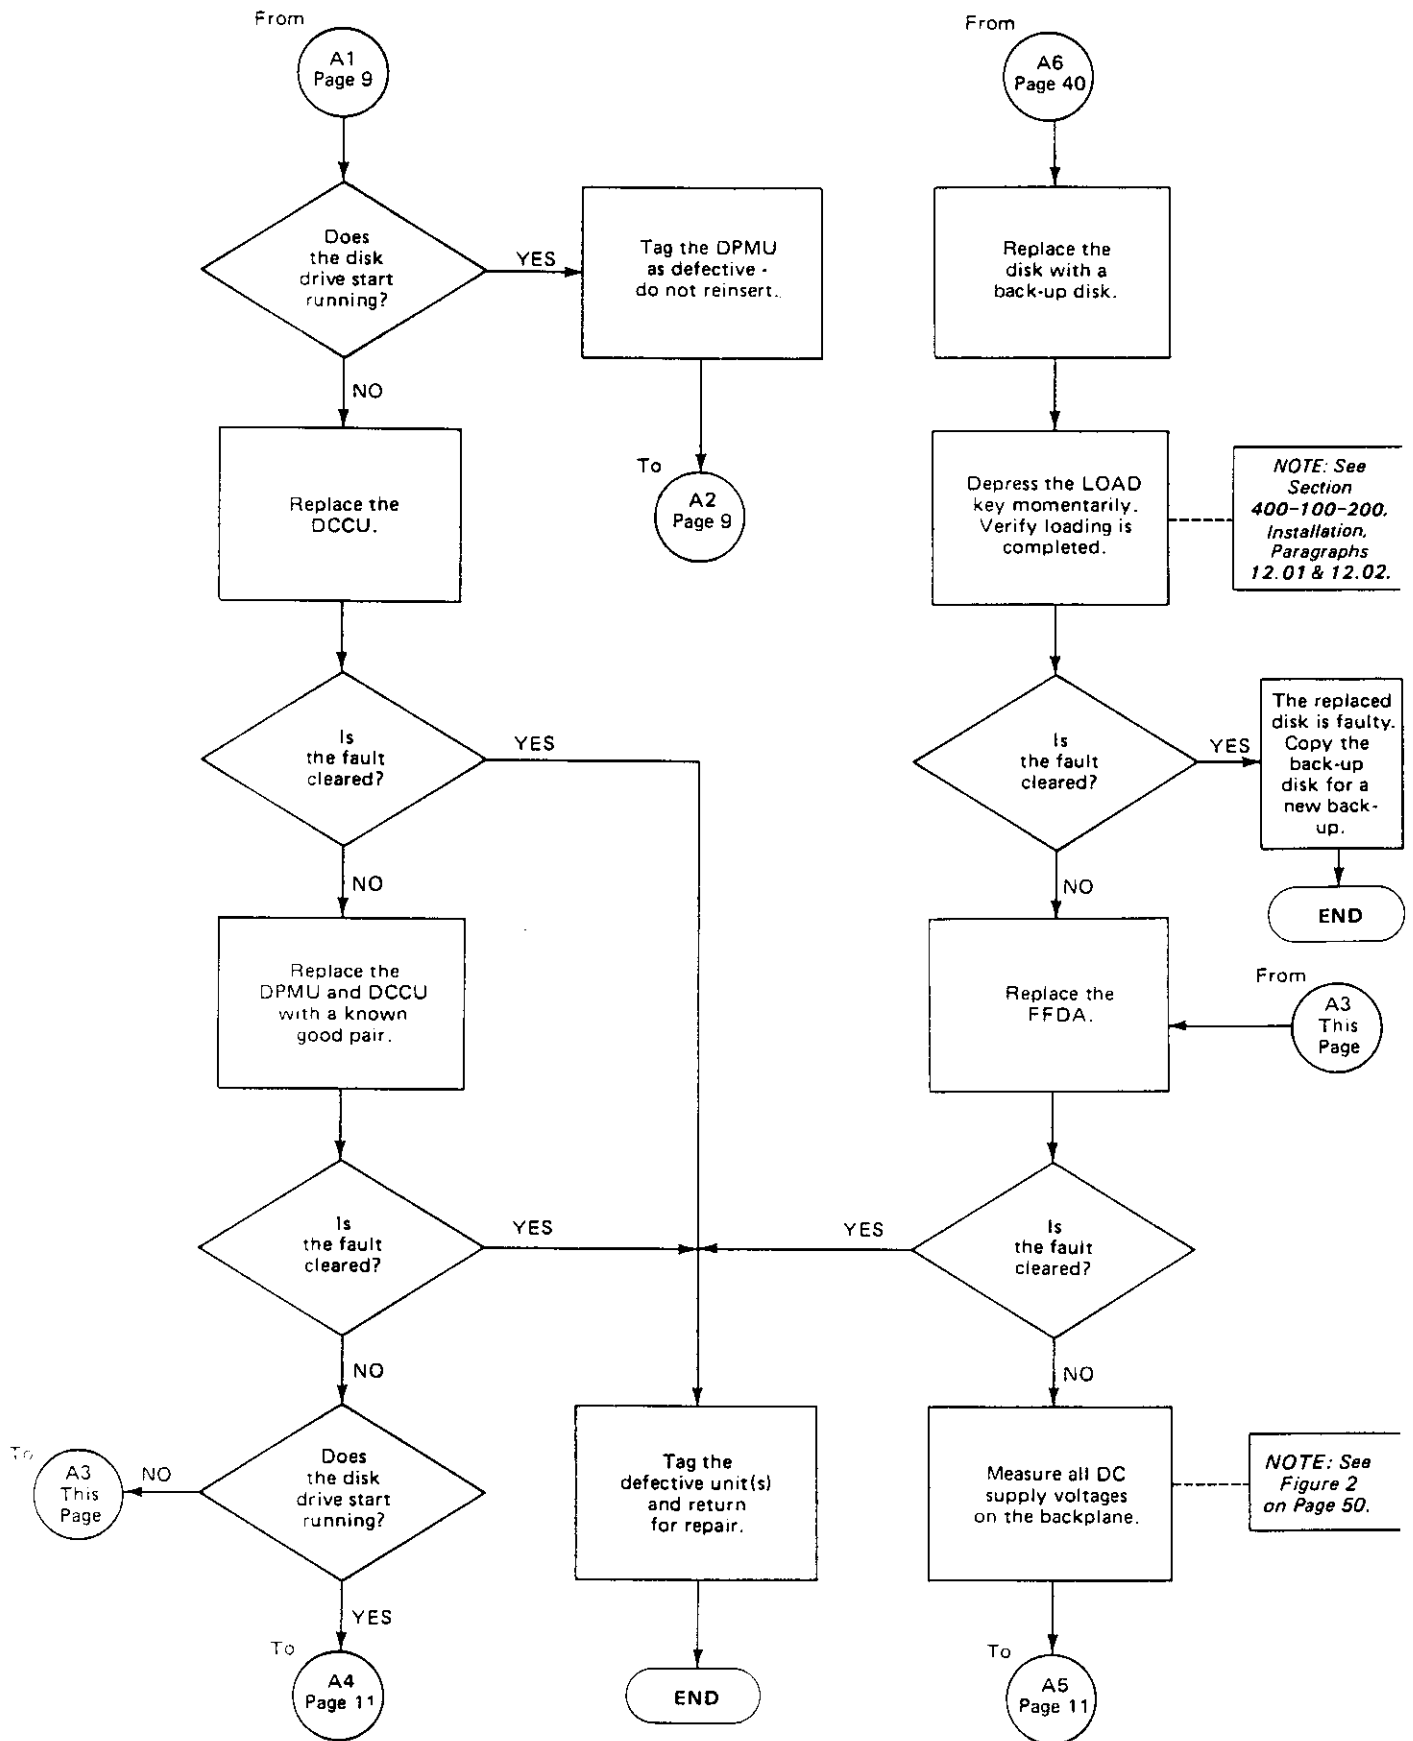 From
A1
Page 9
Does
the disk
drive start
running?
YES
NO
Tag the DPMU
as defective -
do not reinsert.
To
A2
Page 9
Replace the
DCCU.
Is
the fault
cleared?
YES
NO
Replace the
DPMU and DCCU
with a known
good pair.
Is
the fault
cleared?
YES
NO
Does
the disk
drive start
running?
NO
To
A3
This
Page
YES
To
A4
Page 11
Tag the
defective unit(s)
and return
for repair.
END
From
A6
Page 40
Replace the
disk with a
back-up disk.
Depress the LOAD
key momentarily.
Verify loading is
completed.
NOTE: See
Section
400-100-200,
Installation,
Paragraphs
12.01 & 12.02.
Is
the fault
cleared?
YES
The replaced
disk is faulty.
Copy the
back-up
disk for a
new back-
up.
END
NO
From
A3
This
Page
Replace the
FFDA.
Is
the fault
cleared?
YES
NO
Measure all DC
supply voltages
on the backplane.
NOTE: See
Figure 2
on Page 50.
To
A5
Page 11